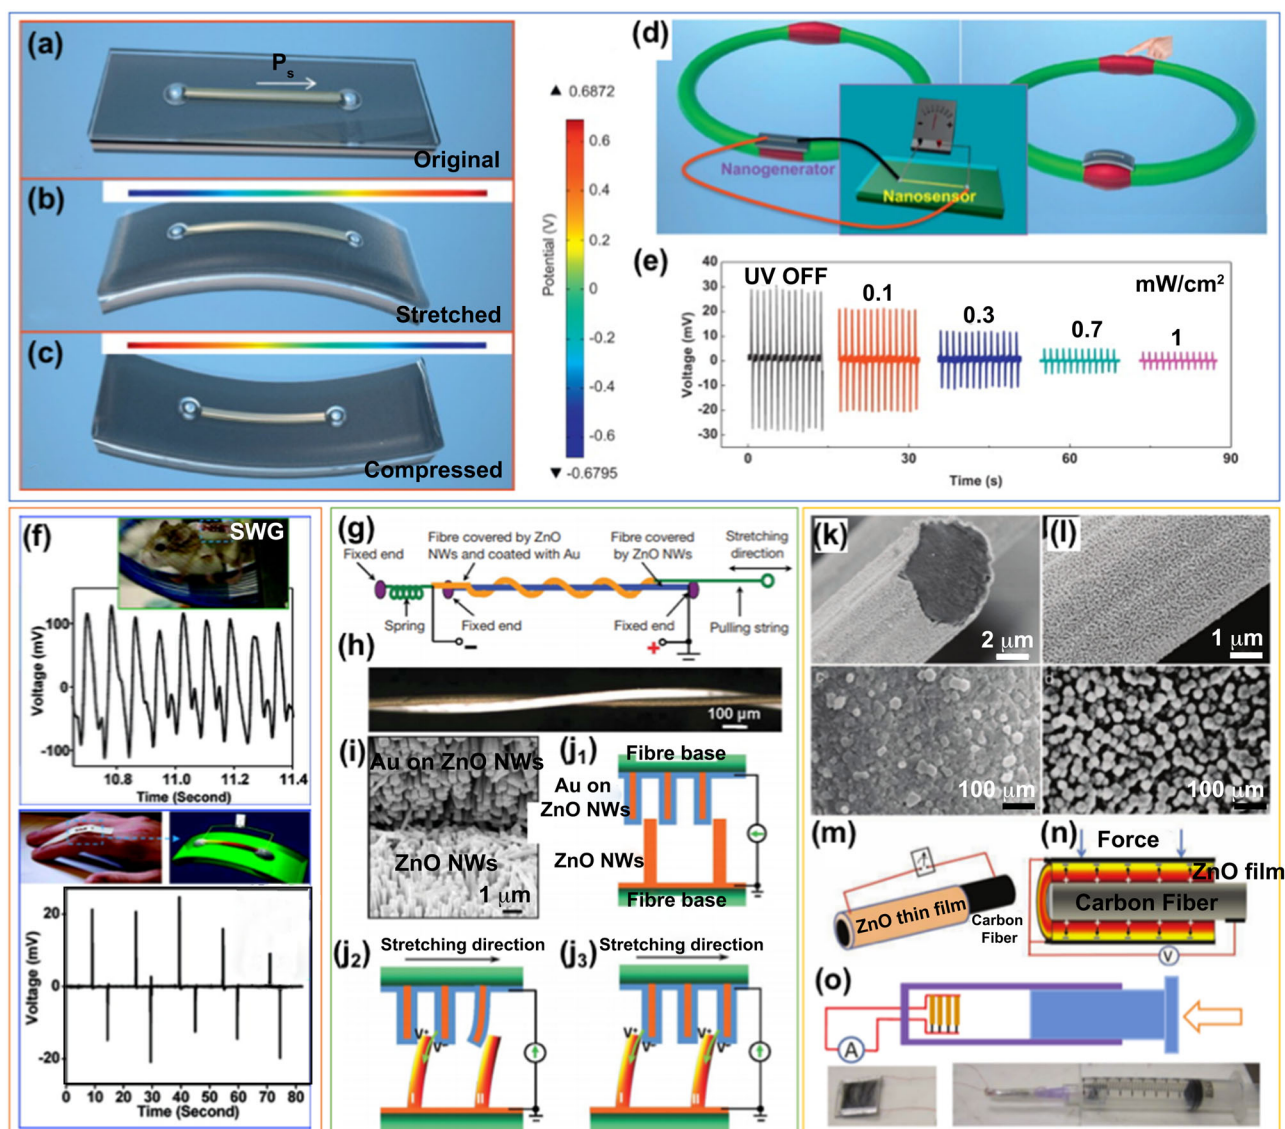 (a)
Ps
Original
(b)
Stretched
(c)
Compressed
▲ 0.6872
0.6
0.4
0.2
0
-0.2
-0.4
-0.6
▼ -0.6795
Potential (V)
(d)
Nanogenerator
Nanosensor
(e)
UV OFF
0.1
0.3
0.7
1
mW/cm²
40
30
20
10
0
-10
-20
-30
Voltage (mV)
0
30
60
90
Time (s)
(f)
SWG
100
0
-100
Voltage (mV)
10.8
11.0
11.2
11.4
Time (Second)
20
0
-20
Voltage (mV)
0 10 20 30 40 50 60 70 80
Time (Second)
(g)
Fixed end
Fibre covered by ZnO
NWs and coated with Au
Fibre covered
by ZnO NWs
Stretching
direction
Spring
Fixed end
Fixed end
Pulling string
-
+
(h)
100 μm
(i)
Au on ZnO NWs
ZnO NWs
1 μm
(j1)
Fibre base
Au on
ZnO NWs
ZnO NWs
Fibre base
(j2)
Stretching direction
V+
V-
V+
V-
I
II
(j3)
Stretching direction
V+
V-
V+
V-
I
II
(k)
2 μm
(l)
1 μm
100 μm
100 μm
(m)
ZnO thin film
Carbon
Fiber
(n)
Force
ZnO film
Carbon Fiber
V
(o)
A